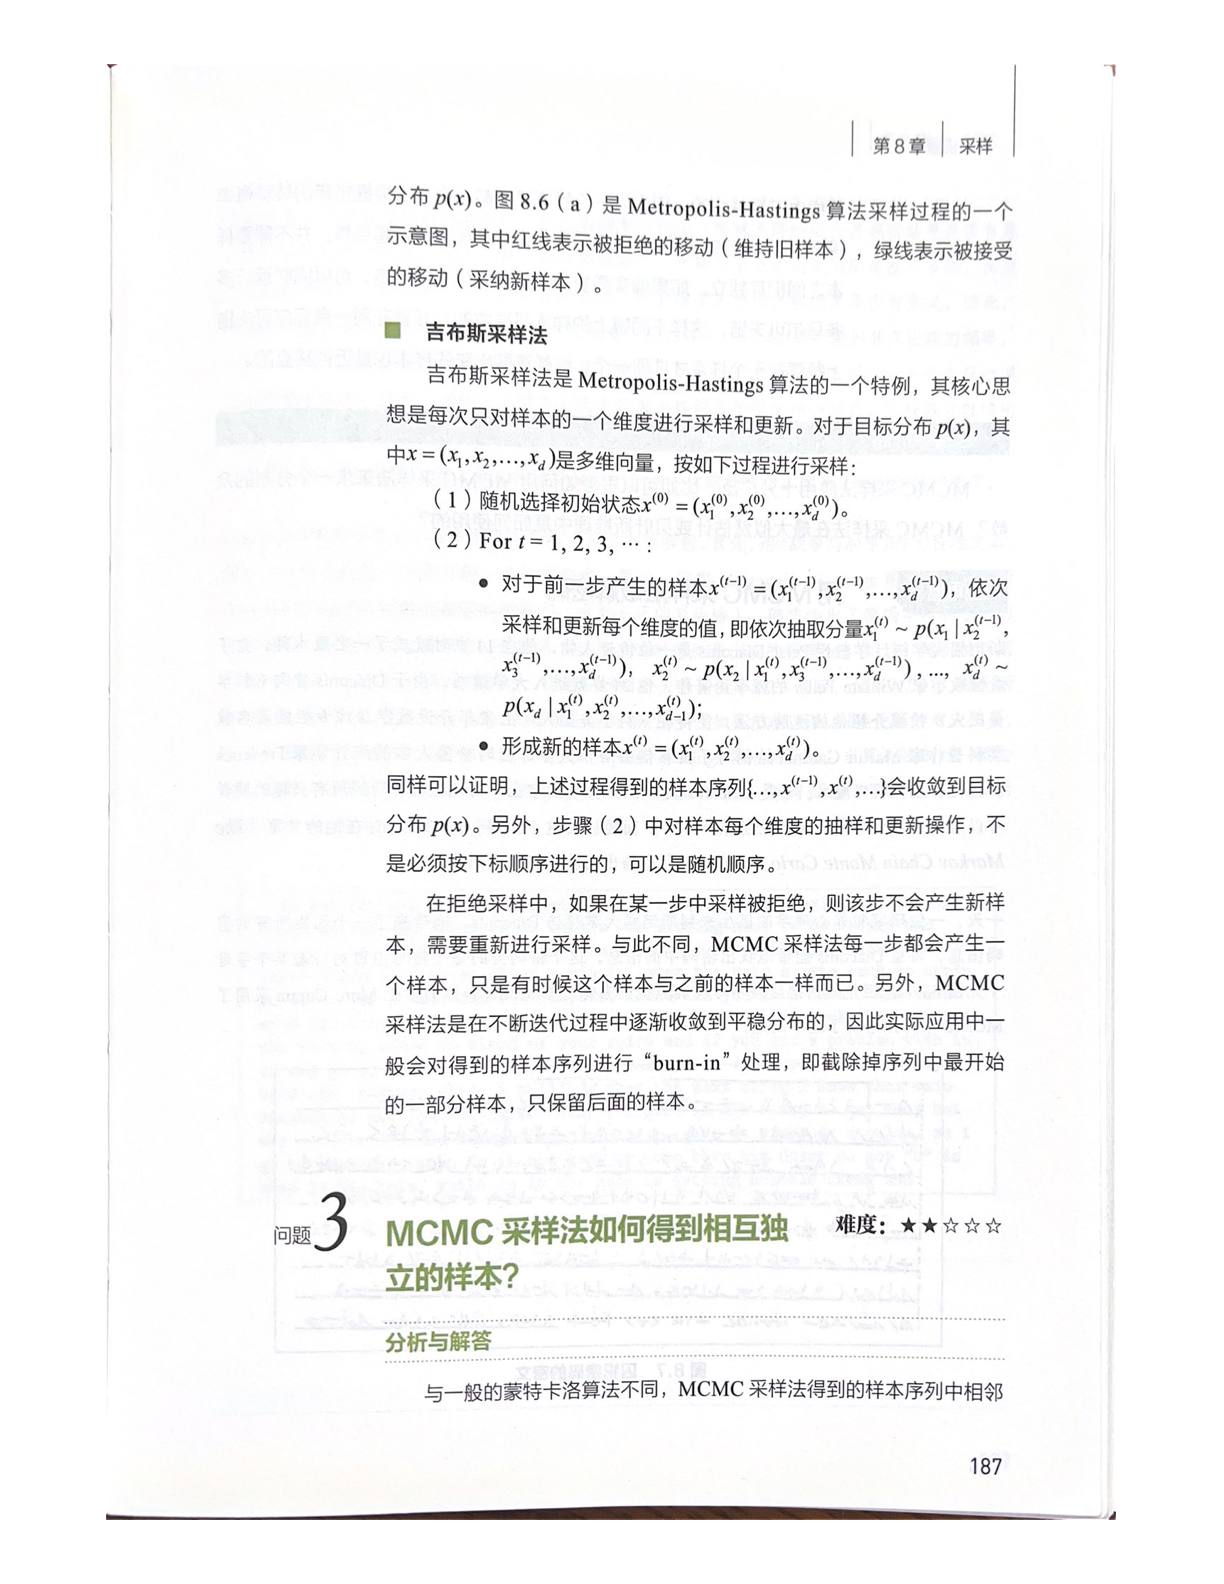 第8章 采样
分布 p(x)。图 8.6（a）是 Metropolis-Hastings 算法采样过程的一个
示意图，其中红线表示被拒绝的移动（维持旧样本），绿线表示被接受
的移动（采纳新样本）。
吉布斯采样法
吉布斯采样法是 Metropolis-Hastings 算法的一个特例，其核心思
想是每次只对样本的一个维度进行采样和更新。对于目标分布 p(x)，其
中x = (x₁, x₂,…, x_d)是多维向量，按如下过程进行采样：
（1）随机选择初始状态x^(0) = (x_1^(0), x_2^(0),…, x_d^(0))。
（2）For t = 1, 2, 3, … :
• 对于前一步产生的样本x^(t−1) = (x_1^(t−1), x_2^(t−1),…, x_d^(t−1))，依次
采样和更新每个维度的值，即依次抽取分量x_1^(t) ~ p(x_1 | x_2^(t−1),
x_3^(t−1),…, x_d^(t−1))， x_2^(t) ~ p(x_2 | x_1^(t), x_3^(t−1),…, x_d^(t−1)) , …, x_d^(t) ~
p(x_d | x_1^(t), x_2^(t),…, x_{d−1}^(t));
• 形成新的样本x^(t) = (x_1^(t), x_2^(t),…, x_d^(t))。
同样可以证明，上述过程得到的样本序列{…, x^(t−1), x^(t),…}会收敛到目标
分布 p(x)。另外，步骤（2）中对样本每个维度的抽样和更新操作，不
是必须按下标顺序进行的，可以是随机顺序。
在拒绝采样中，如果在某一步中采样被拒绝，则该步不会产生新样
本，需要重新进行采样。与此不同，MCMC 采样法每一步都会产生一
个样本，只是有时候这个样本与之前的样本一样而已。另外，MCMC
采样法是在不断迭代过程中逐渐收敛到平稳分布的，因此实际应用中一
般会对得到的样本序列进行“burn-in”处理，即截除掉序列中最开始
的一部分样本，只保留后面的样本。
问题 3 MCMC 采样法如何得到相互独 难度：★★☆☆☆
立的样本？
分析与解答
与一般的蒙特卡洛算法不同，MCMC 采样法得到的样本序列中相邻
187